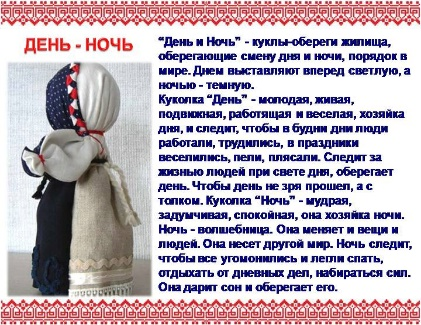 ДЕНЬ - НОЧЬ
“День и Ночь” - куклы-обереги жилища,
оберегающие смену дня и ночи, порядок в
мире. Днем выставляют вперед светлую, а
ночью - темную.
Куколка “День” - молодая, живая,
подвижная, работящая и веселая, хозяйка
дня, и следит, чтобы в будни дни люди
работали, трудились, в праздники
веселились, пели, плясали. Следит за
жизнью людей при свете дня, оберегает
день. Чтобы день не зря прошел, а с
толком. Куколка “Ночь” - мудрая,
задумчивая, спокойная, она хозяйка ночи.
Ночь - волшебница. Она меняет и вещи и
людей. Она несет другой мир. Ночь следит,
чтобы все угомонились и легли спать,
отдыхать от дневных дел, набираться сил.
Она дарит сон и оберегает его.